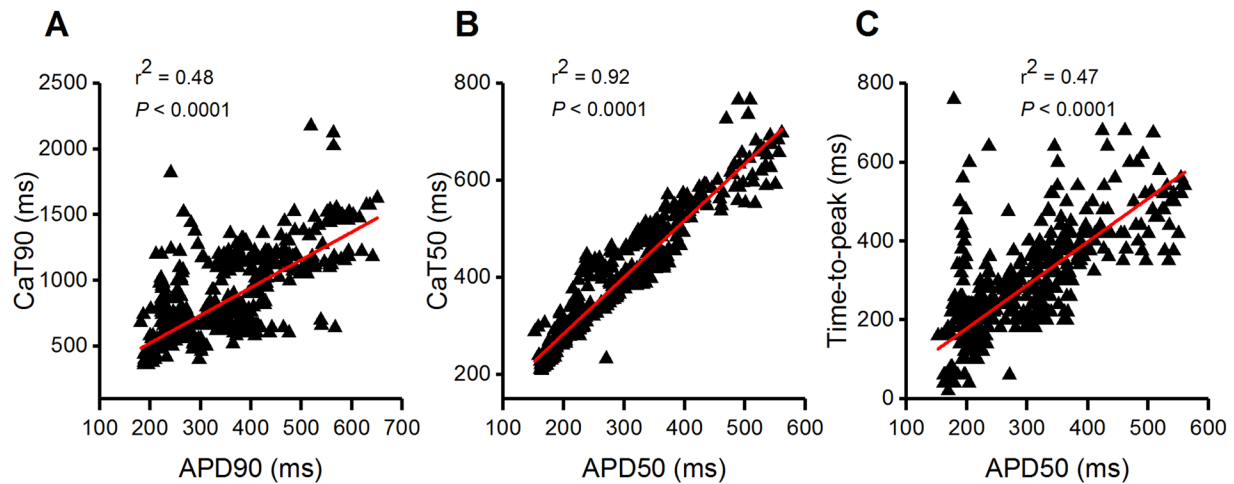 A
r² = 0.48
P < 0.0001
CaT90 (ms)
2500
2000
1500
1000
500
100 200 300 400 500 600 700
APD90 (ms)
B
r² = 0.92
P < 0.0001
CaT50 (ms)
800
600
400
200
100 200 300 400 500 600
APD50 (ms)
C
r² = 0.47
P < 0.0001
Time-to-peak (ms)
800
600
400
200
0
100 200 300 400 500 600
APD50 (ms)